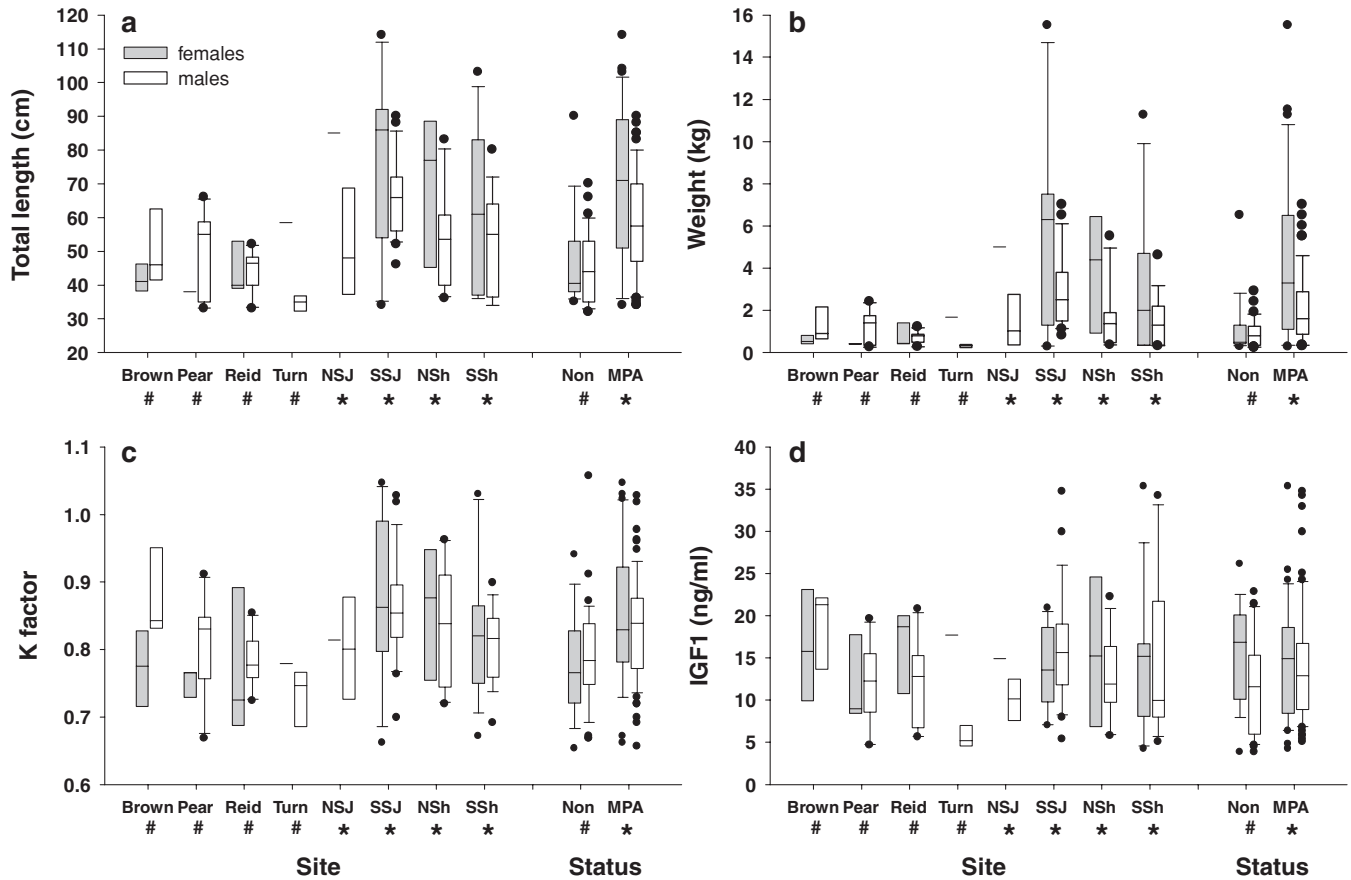 a
females
males
Total length (cm)
120
110
100
90
80
70
60
50
40
30
20
Brown Pear Reid Turn NSJ SSJ NSh SSh Non MPA
# # # # * * * * # *
b
Weight (kg)
16
14
12
10
8
6
4
2
0
Brown Pear Reid Turn NSJ SSJ NSh SSh Non MPA
# # # # * * * * # *
c
K factor
1.1
1.0
0.9
0.8
0.7
0.6
Brown Pear Reid Turn NSJ SSJ NSh SSh Non MPA
# # # # * * * * # *
Site Status
d
IGF1 (ng/ml)
40
35
30
25
20
15
10
5
0
Brown Pear Reid Turn NSJ SSJ NSh SSh Non MPA
# # # # * * * * # *
Site Status